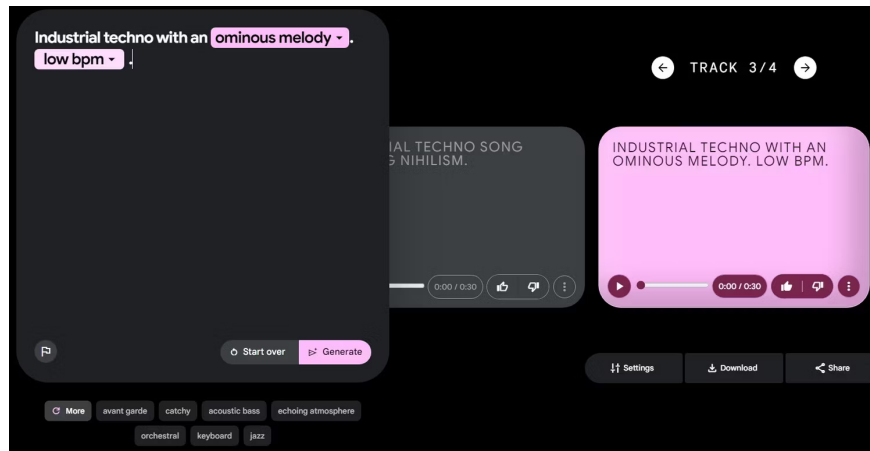 Industrial techno with an ominous melody .
low bpm .
TRACK 3/4
IAL TECHNO SONG
NIHILISM.
0:00 / 0:30
INDUSTRIAL TECHNO WITH AN
OMINOUS MELODY. LOW BPM.
0:00 / 0:30
Start over
Generate
Settings
Download
Share
More
avant garde
catchy
acoustic bass
echoing atmosphere
orchestral
keyboard
jazz